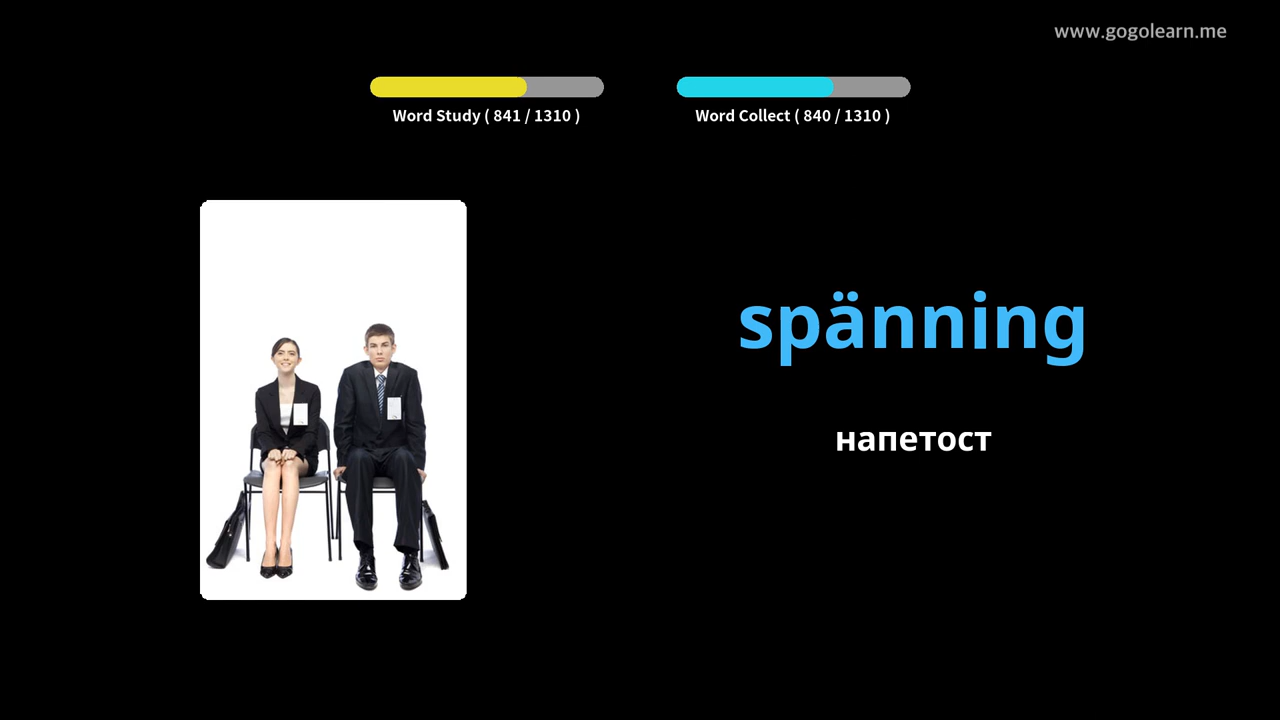 www.gogolearn.me
Word Study ( 841 / 1310 )
Word Collect ( 840 / 1310 )
spänning
напетост